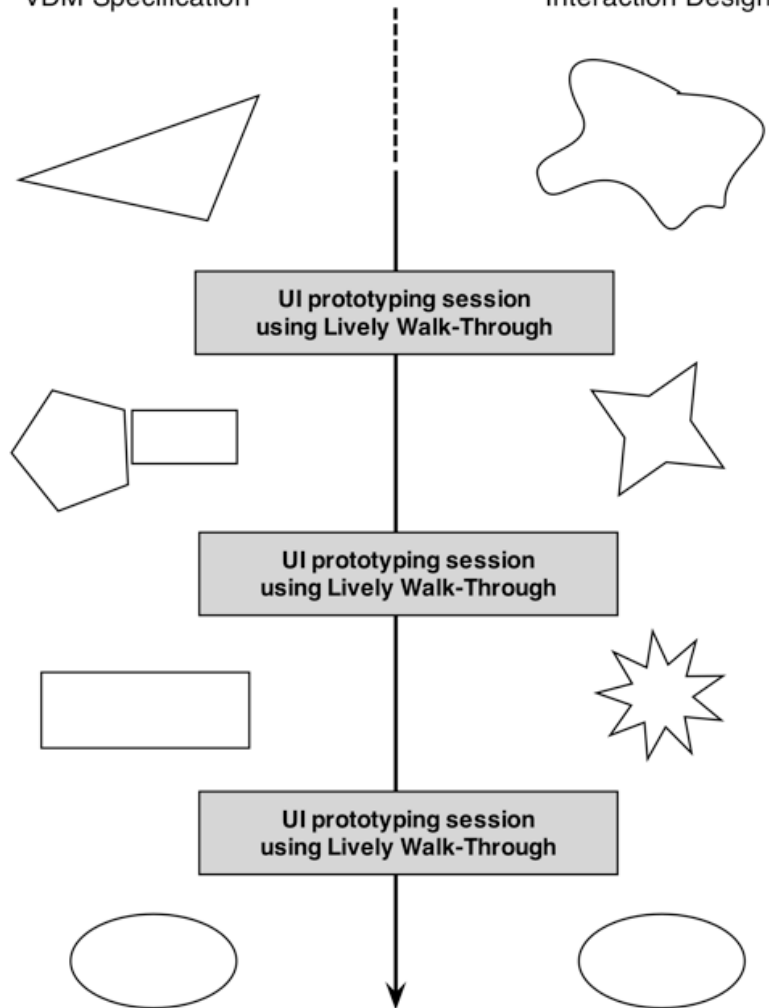 VDM Specification
Interaction Design
UI prototyping session
using Lively Walk-Through
UI prototyping session
using Lively Walk-Through
UI prototyping session
using Lively Walk-Through